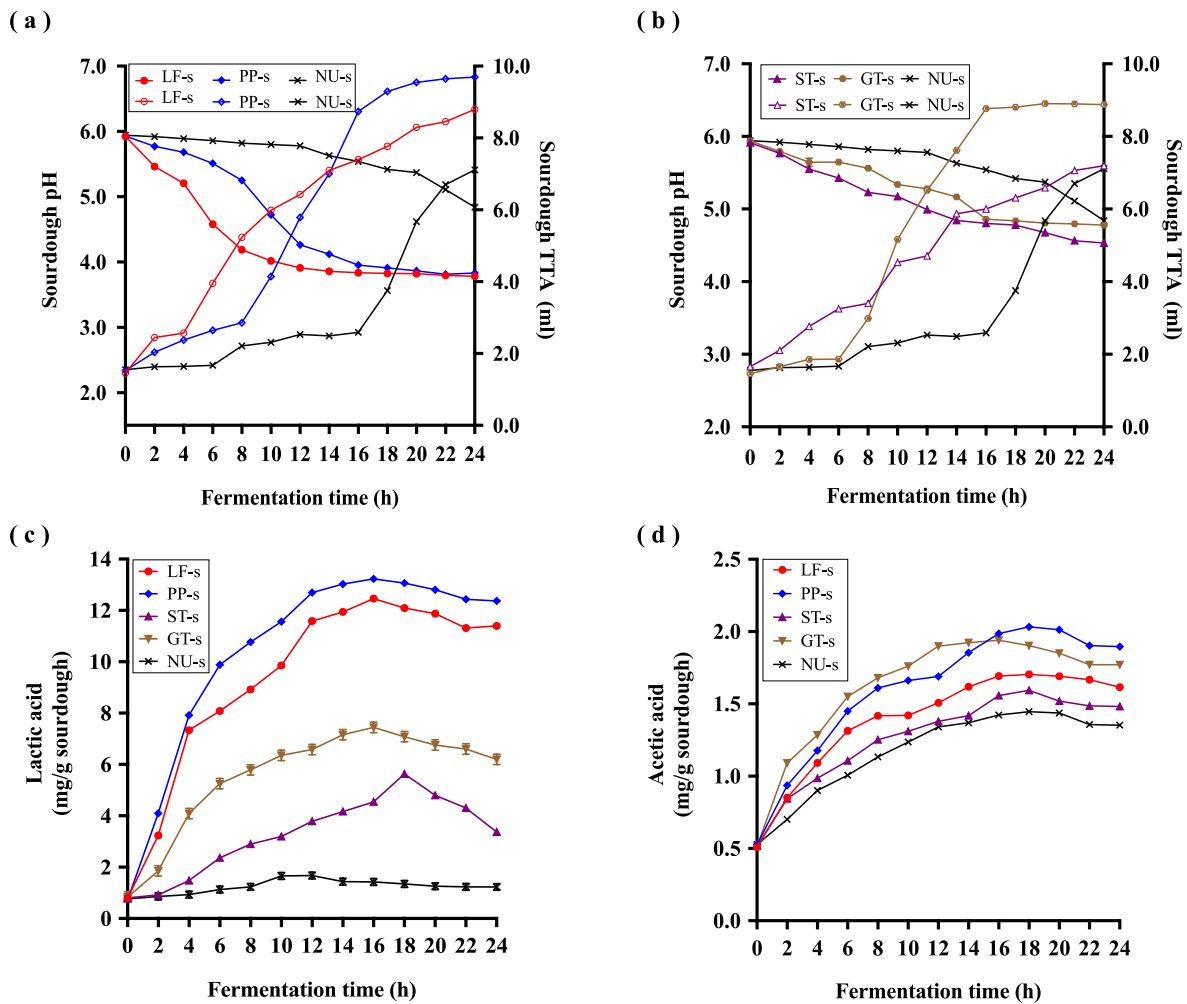 ( a )
LF-s PP-s NU-s
LF-s PP-s NU-s
7.0
6.0
5.0
4.0
3.0
2.0
Sourdough pH
10.0
8.0
6.0
4.0
2.0
0.0
Sourdough TTA (ml)
0 2 4 6 8 10 12 14 16 18 20 22 24
Fermentation time (h)
( b )
ST-s GT-s NU-s
ST-s GT-s NU-s
7.0
6.0
5.0
4.0
3.0
2.0
Sourdough pH
10.0
8.0
6.0
4.0
2.0
0.0
Sourdough TTA (ml)
0 2 4 6 8 10 12 14 16 18 20 22 24
Fermentation time (h)
( c )
LF-s
PP-s
ST-s
GT-s
NU-s
14
12
10
8
6
4
2
0
Lactic acid
(mg/g sourdough)
0 2 4 6 8 10 12 14 16 18 20 22 24
Fermentation time (h)
( d )
LF-s
PP-s
ST-s
GT-s
NU-s
2.5
2.0
1.5
1.0
0.5
0.0
Acetic acid
(mg/g sourdough)
0 2 4 6 8 10 12 14 16 18 20 22 24
Fermentation time (h)